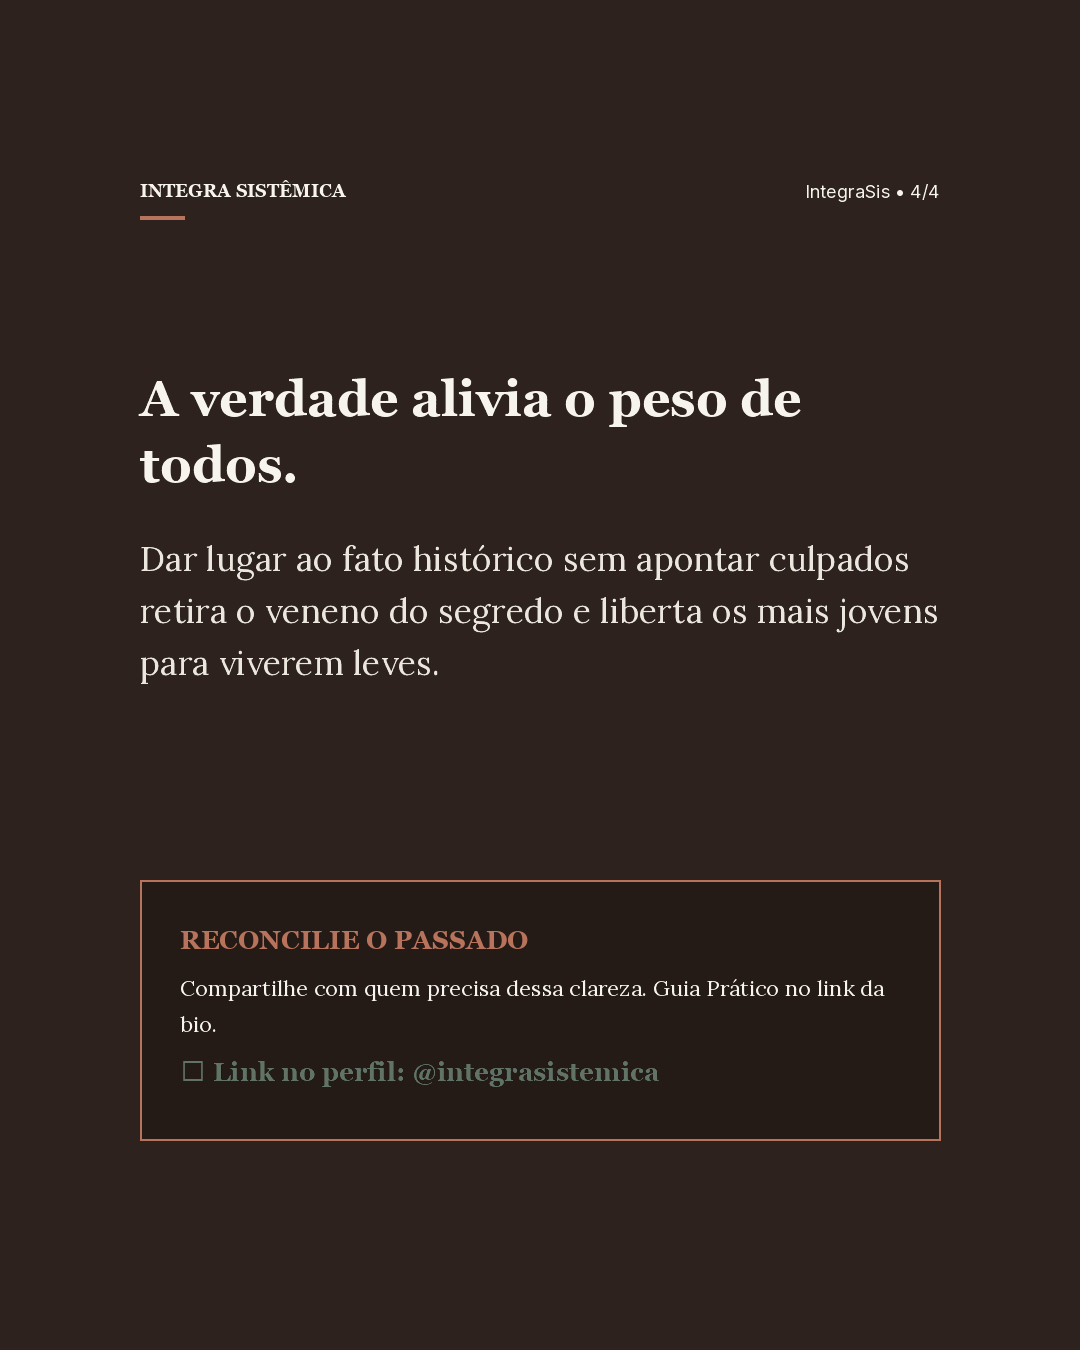 INTEGRA SISTÊMICA
IntegraSis • 4/4
A verdade alivia o peso de
todos.
Dar lugar ao fato histórico sem apontar culpados
retira o veneno do segredo e liberta os mais jovens
para viverem leves.
RECONCILIE O PASSADO
Compartilhe com quem precisa dessa clareza. Guia Prático no link da
bio.
☐ Link no perfil: @integrasistemica